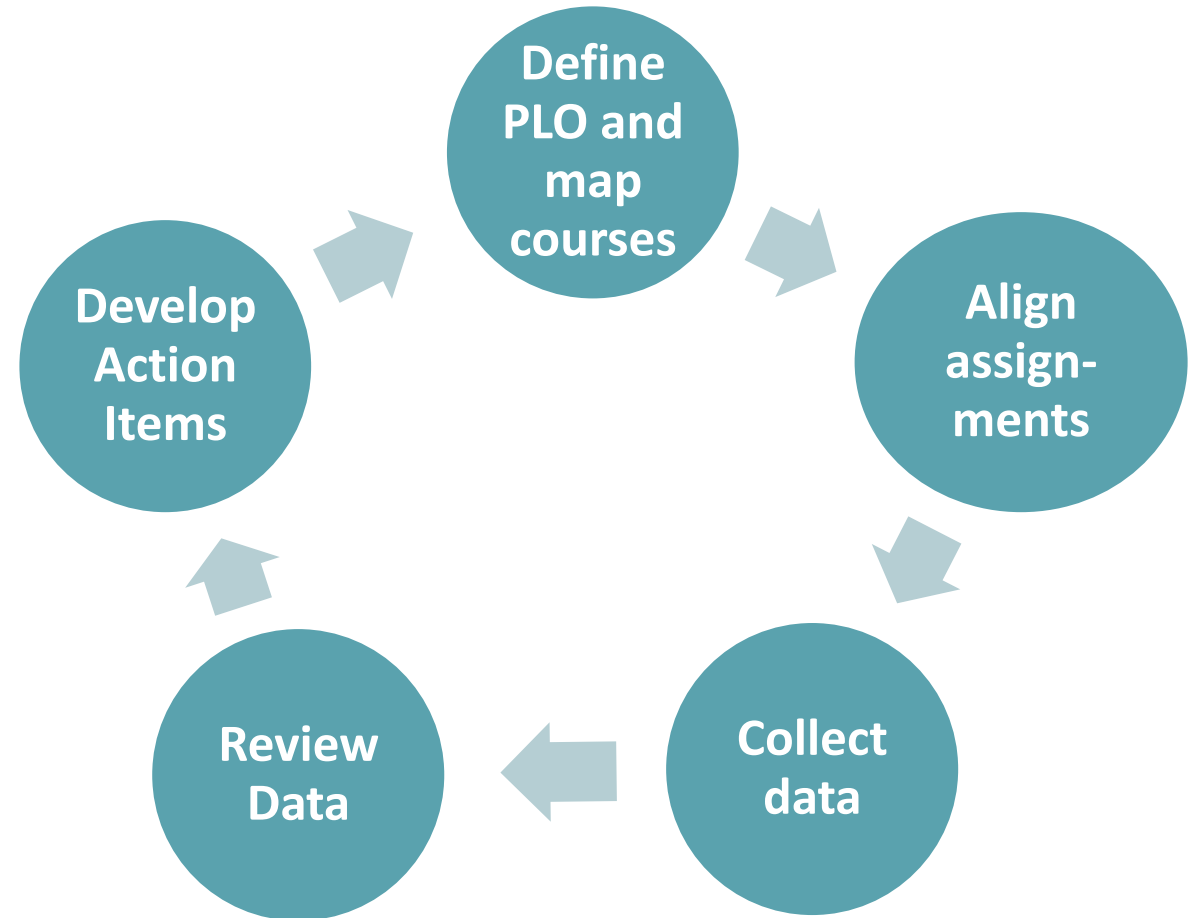 Define
PLO and
map
courses
Align
assign-
ments
Collect
data
Review
Data
Develop
Action
Items